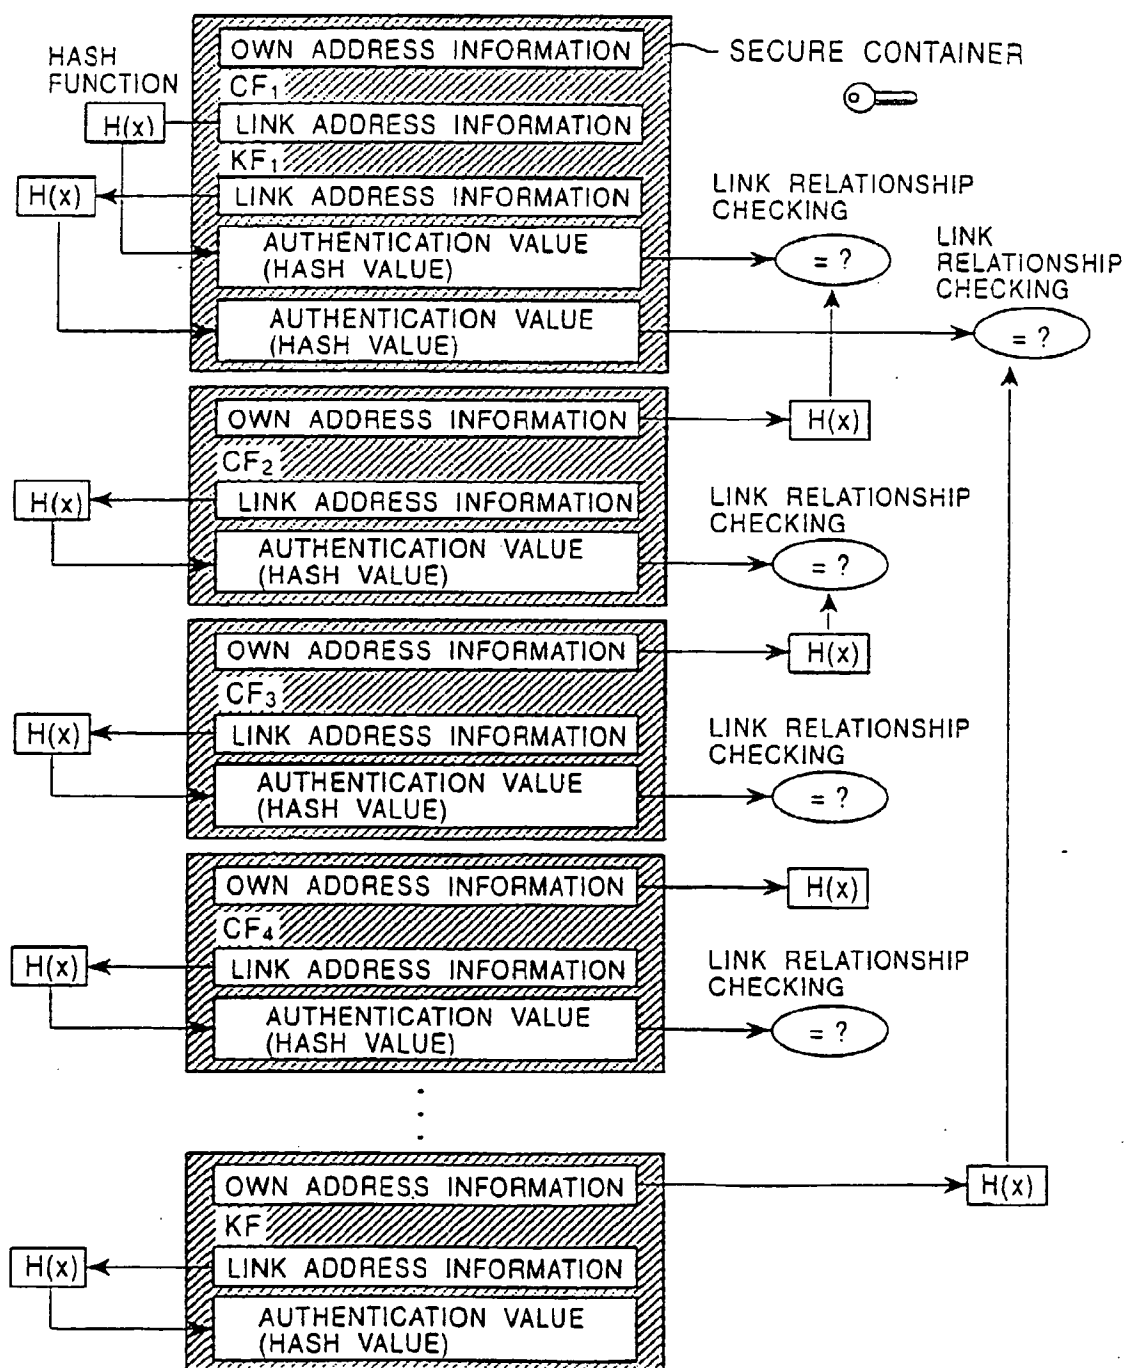 HASH
FUNCTION
H(x)
H(x)
OWN ADDRESS INFORMATION
CF1
LINK ADDRESS INFORMATION
KF1
LINK ADDRESS INFORMATION
AUTHENTICATION VALUE
(HASH VALUE)
AUTHENTICATION VALUE
(HASH VALUE)
SECURE CONTAINER
LINK RELATIONSHIP
CHECKING
= ?
LINK
RELATIONSHIP
CHECKING
= ?
OWN ADDRESS INFORMATION
H(x)
CF2
H(x)
LINK ADDRESS INFORMATION
AUTHENTICATION VALUE
(HASH VALUE)
LINK RELATIONSHIP
CHECKING
= ?
OWN ADDRESS INFORMATION
H(x)
CF3
H(x)
LINK ADDRESS INFORMATION
AUTHENTICATION VALUE
(HASH VALUE)
LINK RELATIONSHIP
CHECKING
= ?
OWN ADDRESS INFORMATION
H(x)
CF4
H(x)
LINK ADDRESS INFORMATION
AUTHENTICATION VALUE
(HASH VALUE)
LINK RELATIONSHIP
CHECKING
= ?
OWN ADDRESS INFORMATION
H(x)
KF
H(x)
LINK ADDRESS INFORMATION
AUTHENTICATION VALUE
(HASH VALUE)